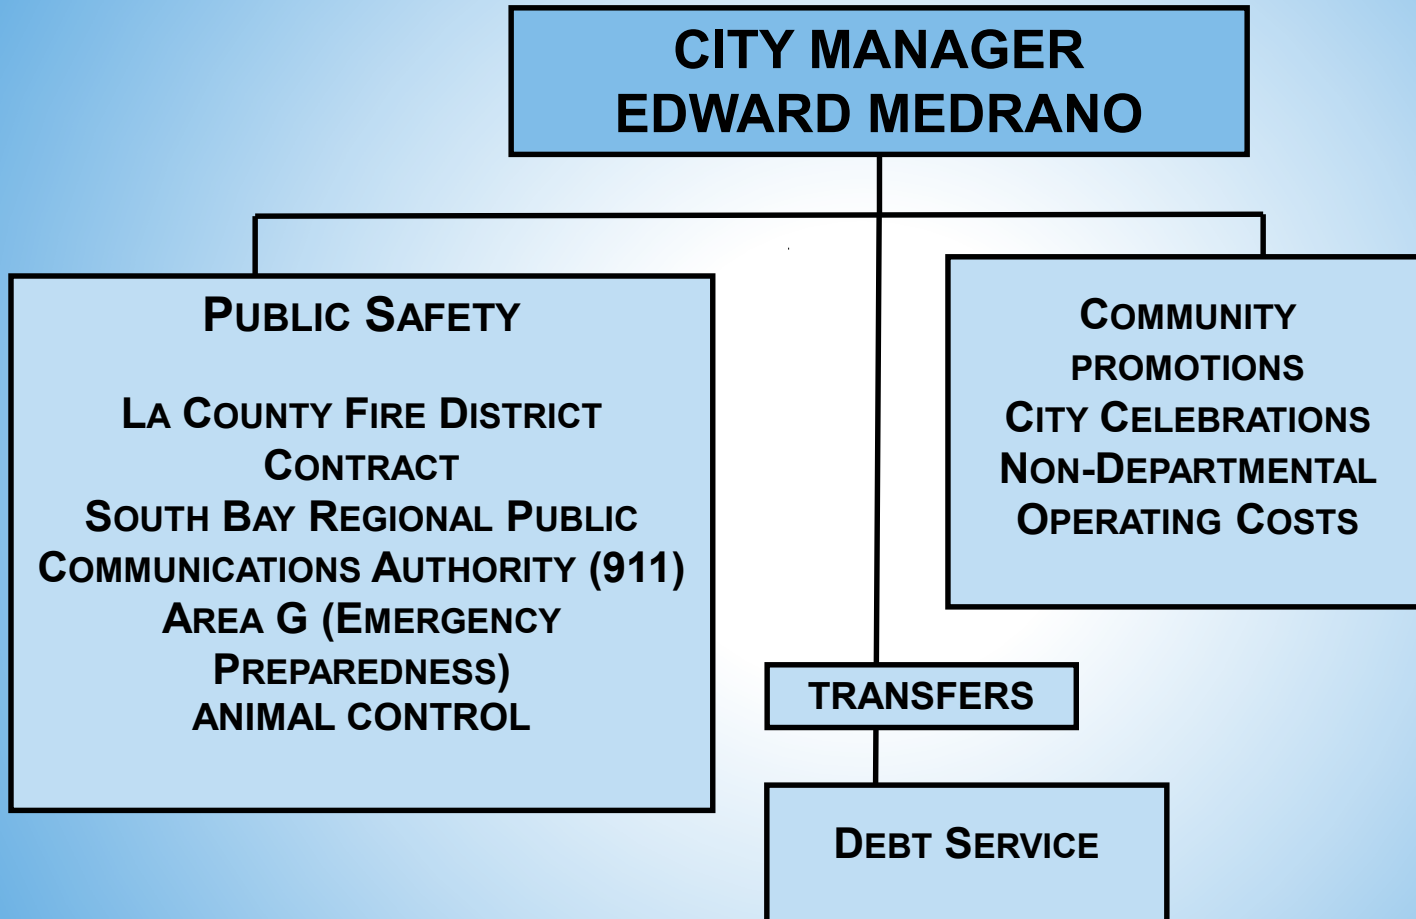 CITY MANAGER
EDWARD MEDRANO
PUBLIC SAFETY
LA COUNTY FIRE DISTRICT
CONTRACT
SOUTH BAY REGIONAL PUBLIC
COMMUNICATIONS AUTHORITY (911)
AREA G (EMERGENCY
PREPAREDNESS)
ANIMAL CONTROL
COMMUNITY
PROMOTIONS
CITY CELEBRATIONS
NON-DEPARTMENTAL
OPERATING COSTS
TRANSFERS
DEBT SERVICE